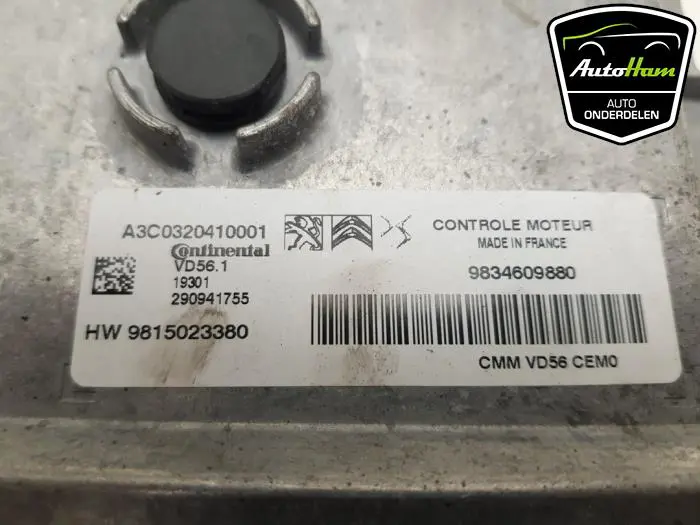 AutoHam
AUTO
ONDERDELEN
A3C0320410001
Continental
VD56.1
19301
290941755
HW 9815023380
CONTROLE MOTEUR
MADE IN FRANCE
9834609880
CMM VD56 CEM0